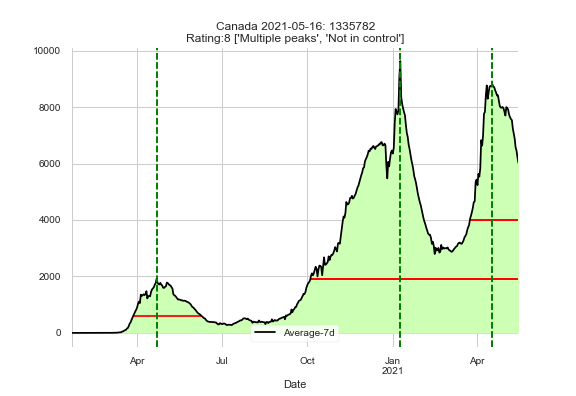 Canada 2021-05-16: 1335782
Rating:8 ['Multiple peaks', 'Not in control']
10000
8000
6000
4000
2000
0
Average-7d
Apr
Jul
Oct
Jan
2021
Apr
Date